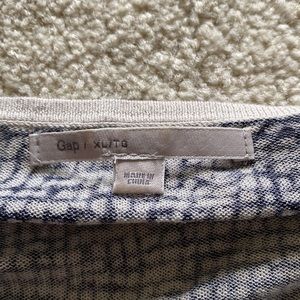 Gap / XL/TG
MADE IN
CHINA